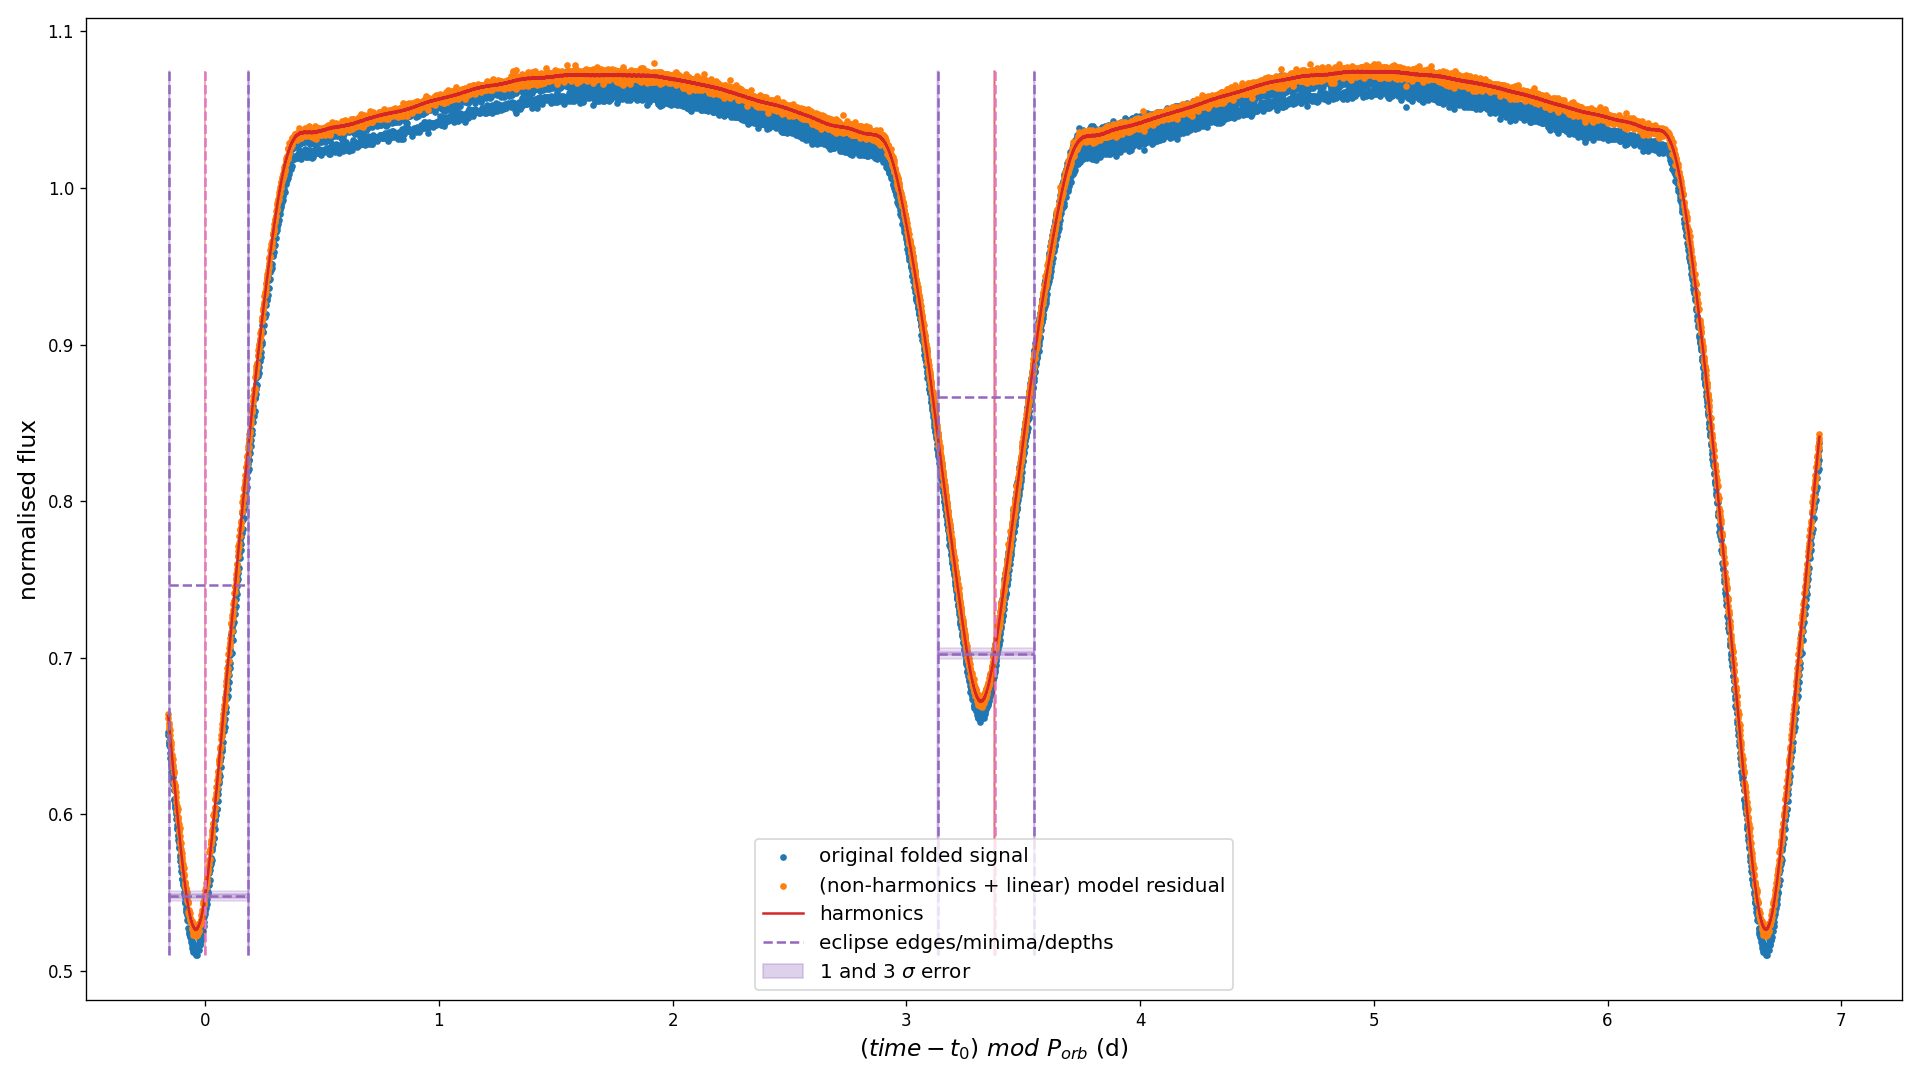 1.1
1.0
0.9
0.8
0.7
0.6
0.5
normalised flux
original folded signal
(non-harmonics + linear) model residual
harmonics
eclipse edges/minima/depths
1 and 3 σ error
0 1 2 3 4 5 6 7
(time − t₀) mod Pₒᵣb (d)